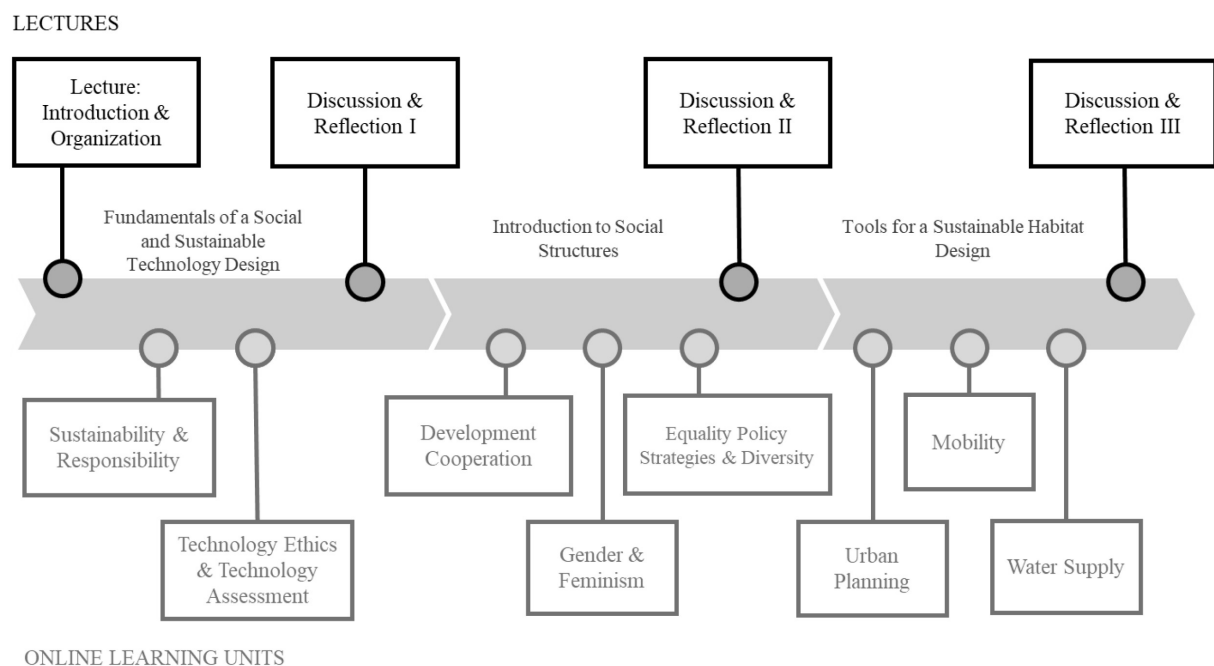 LECTURES
Lecture:
Introduction &
Organization
Discussion &
Reflection I
Discussion &
Reflection II
Discussion &
Reflection III
Fundamentals of a Social
and Sustainable
Technology Design
Introduction to Social
Structures
Tools for a Sustainable Habitat
Design
Sustainability &
Responsibility
Technology Ethics
& Technology
Assessment
Development
Cooperation
Gender &
Feminism
Equality Policy
Strategies & Diversity
Urban
Planning
Mobility
Water Supply
ONLINE LEARNING UNITS